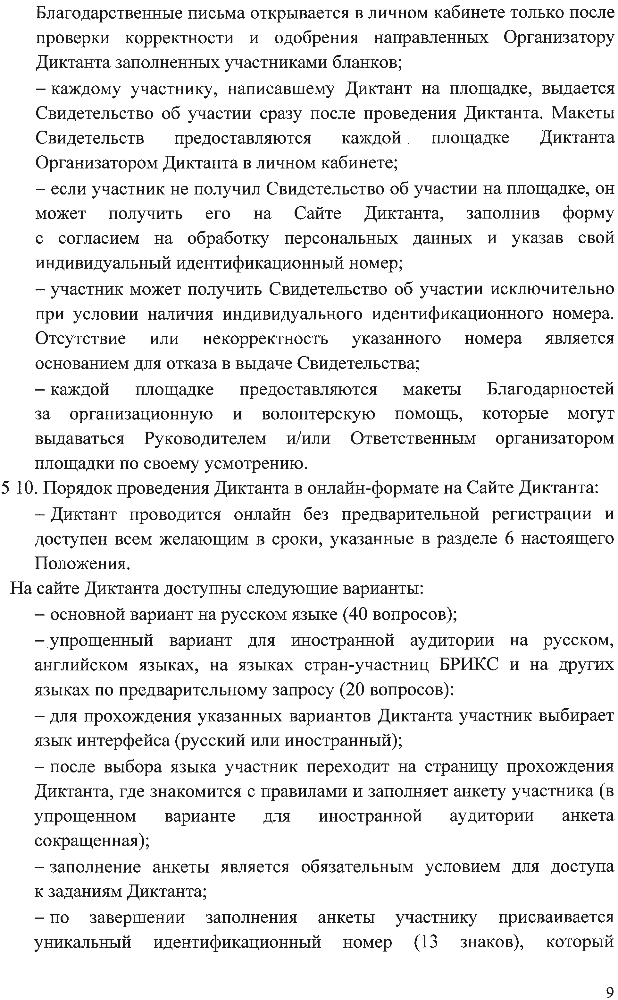 Благодарственные письма открывается в личном кабинете только после
проверки корректности и одобрения направленных Организатору
Диктанта заполненных участниками бланков;
– каждому участнику, написавшему Диктант на площадке, выдается
Свидетельство об участии сразу после проведения Диктанта. Макеты
Свидетельств предоставляются каждой площадке Диктанта
Организатором Диктанта в личном кабинете;
– если участник не получил Свидетельство об участии на площадке, он
может получить его на Сайте Диктанта, заполнив форму
с согласием на обработку персональных данных и указав свой
индивидуальный идентификационный номер;
– участник может получить Свидетельство об участии исключительно
при условии наличия индивидуального идентификационного номера.
Отсутствие или некорректность указанного номера является
основанием для отказа в выдаче Свидетельства;
– каждой площадке предоставляются макеты Благодарностей
за организационную и волонтерскую помощь, которые могут
выдаваться Руководителем и/или Ответственным организатором
площадки по своему усмотрению.
5 10. Порядок проведения Диктанта в онлайн-формате на Сайте Диктанта:
– Диктант проводится онлайн без предварительной регистрации и
доступен всем желающим в сроки, указанные в разделе 6 настоящего
Положения.
На сайте Диктанта доступны следующие варианты:
– основной вариант на русском языке (40 вопросов);
– упрощенный вариант для иностранной аудитории на русском,
английском языках, на языках стран-участниц БРИКС и на других
языках по предварительному запросу (20 вопросов):
– для прохождения указанных вариантов Диктанта участник выбирает
язык интерфейса (русский или иностранный);
– после выбора языка участник переходит на страницу прохождения
Диктанта, где знакомится с правилами и заполняет анкету участника (в
упрощенном варианте для иностранной аудитории анкета
сокращенная);
– заполнение анкеты является обязательным условием для доступа
к заданиям Диктанта;
– по завершении заполнения анкеты участнику присваивается
уникальный идентификационный номер (13 знаков), который
9